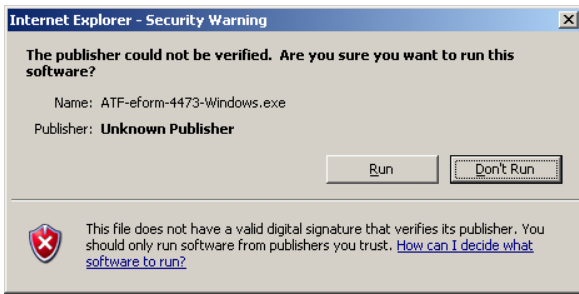 Internet Explorer - Security Warning
The publisher could not be verified. Are you sure you want to run this
software?
Name: ATF-eform-4473-Windows.exe
Publisher: Unknown Publisher
Run Don't Run
This file does not have a valid digital signature that verifies its publisher. You
should only run software from publishers you trust. How can I decide what
software to run?